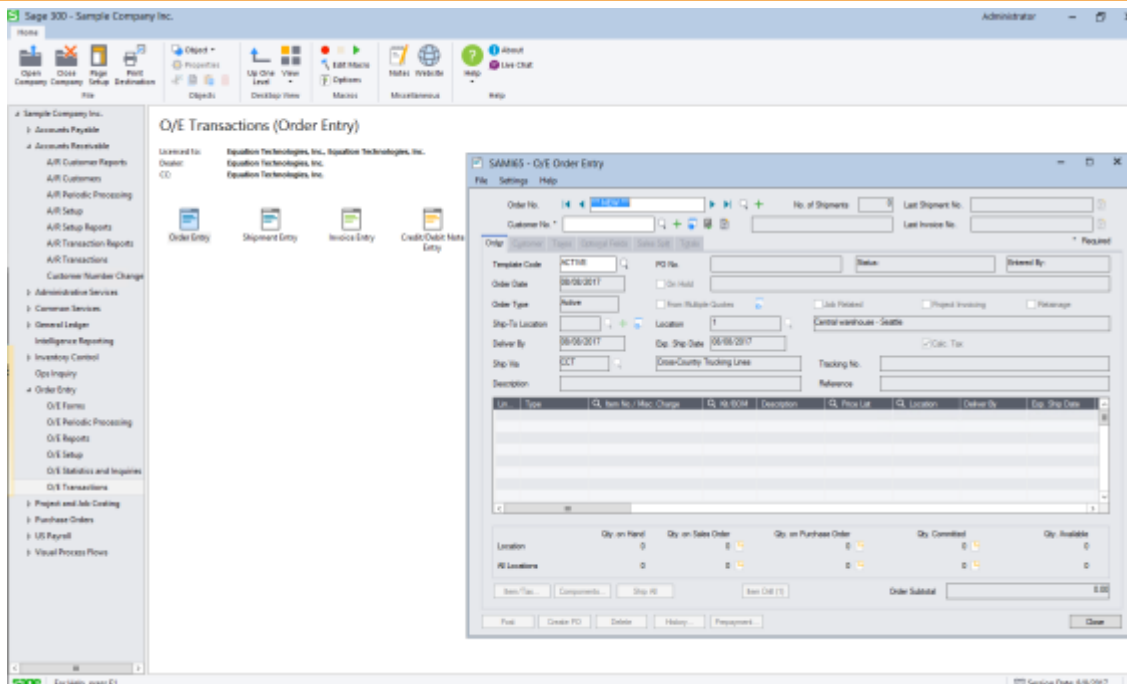 Sage 300 - Sample Company Inc.
Administrator
Home
Open Company
Close Company
Page Setup
Print Destination
File
Object
Properties
Objects
Up One Level
View
Desktop View
Edit Macro
Options
Macros
Notes
Website
Miscellaneous
Help
About
Live Chat
Help
Sample Company Inc.
Accounts Payable
Accounts Receivable
A/R Customer Reports
A/R Customers
A/R Periodic Processing
A/R Setup
A/R Setup Reports
A/R Transaction Reports
A/R Transactions
Customer Number Change
Administrative Services
Common Services
General Ledger
Intelligence Reporting
Inventory Control
Ops Inquiry
Order Entry
O/E Forms
O/E Periodic Processing
O/E Reports
O/E Setup
O/E Statistics and Inquiries
O/E Transactions
Project and Job Costing
Purchase Orders
US Payroll
Visual Process Flows
O/E Transactions (Order Entry)
Licensed to: Equation Technologies, Inc., Equation Technologies, Inc.
Dealer: Equation Technologies, Inc.
CC: Equation Technologies, Inc.
Order Entry
Shipment Entry
Invoice Entry
Credit/Debit Note Entry
SAMI65 - O/E Order Entry
File Settings Help
Order No. *** NEW *** No. of Shipments 0 Last Shipment No.
Customer No. * Last Invoice No.
Order Customer Taxes Optional Fields Sales Split Totals * Required
Template Code ACTIVE PO No. Status: Entered By:
Order Date 08/08/2017 On Hold
Order Type Active From Multiple Quotes Job Related Project Invoicing Retainage
Ship-To Location Location 1 Central warehouse - Seattle
Deliver By 08/08/2017 Exp. Ship Date 08/08/2017 Calc. Tax
Ship Via CCT Cross-Country Trucking Lines Tracking No.
Description Reference
Lin... Type Item No./Misc. Charge Kit/BOM Description Price List Location Deliver By Exp. Ship Date
Qty. on Hand Qty. on Sales Order Qty. on Purchase Order Qty. Committed Qty. Available
Location 0 0 0 0 0
All Locations 0 0 0 0 0
Item/Tax... Components... Ship All Order Subtotal 0.00
Post Create PO Delete History... Prepayment... Close
sage For Help, press F1
Session Date: 8/8/2017